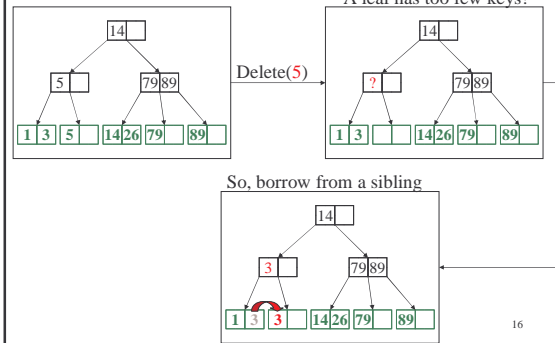 A leaf has too few keys!
14
5
79 89
1 3 5 14 26 79 89
Delete(5)
14
?
79 89
1 3 14 26 79 89
So, borrow from a sibling
14
3
79 89
1 3 3 14 26 79 89
16